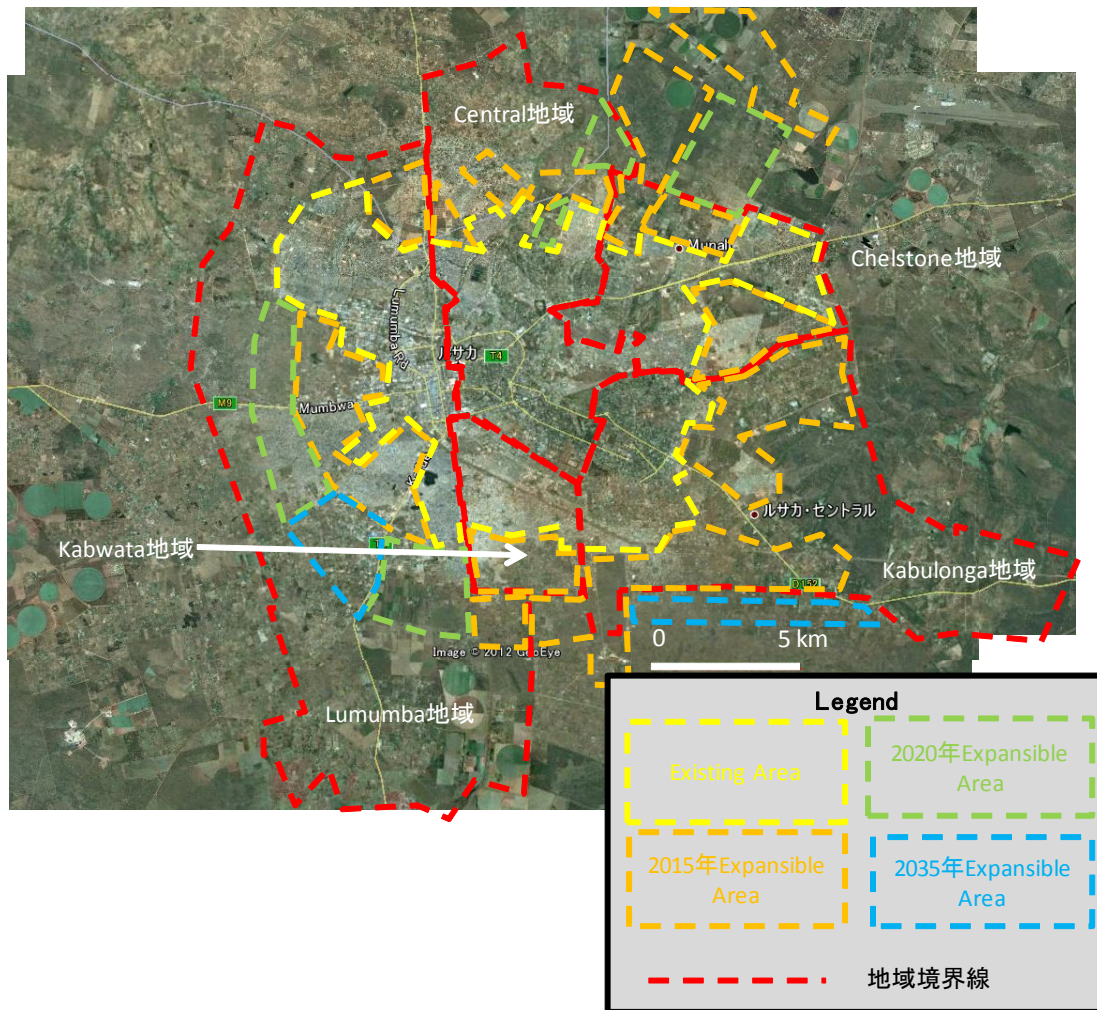 Central地域
Munali
Chelstone地域
Lumumba Rd
ルサカ
T4
M9
Mumbwa
ルサカ・セントラル
Kabwata地域
Kabulonga地域
D152
0
5 km
Image © 2012 GeoEye
Lumumba地域
Legend
Existing Area
2020年Expansible
Area
2015年Expansible
Area
2035年Expansible
Area
地域境界線